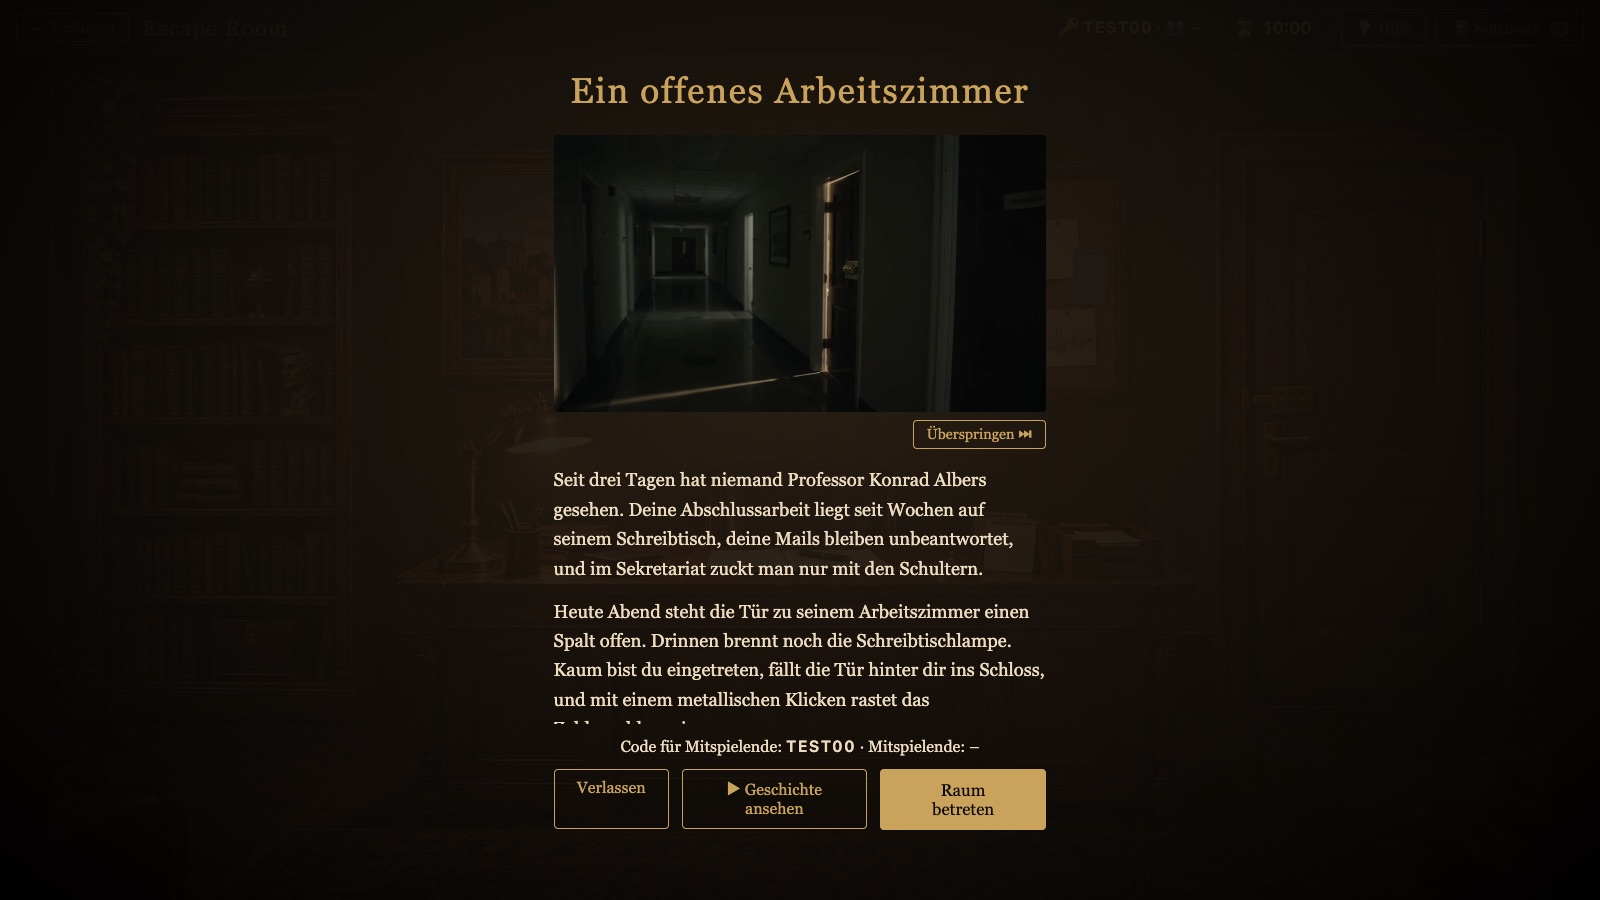 ← Verlassen
Escape Room
TEST00 · –
10:00
Hilfe
Notizbuch
Ein offenes Arbeitszimmer
Überspringen
Seit drei Tagen hat niemand Professor Konrad Albers
gesehen. Deine Abschlussarbeit liegt seit Wochen auf
seinem Schreibtisch, deine Mails bleiben unbeantwortet,
und im Sekretariat zuckt man nur mit den Schultern.
Heute Abend steht die Tür zu seinem Arbeitszimmer einen
Spalt offen. Drinnen brennt noch die Schreibtischlampe.
Kaum bist du eingetreten, fällt die Tür hinter dir ins Schloss,
und mit einem metallischen Klicken rastet das
Code für Mitspielende: TEST00 · Mitspielende: –
Verlassen
Geschichte
ansehen
Raum
betreten